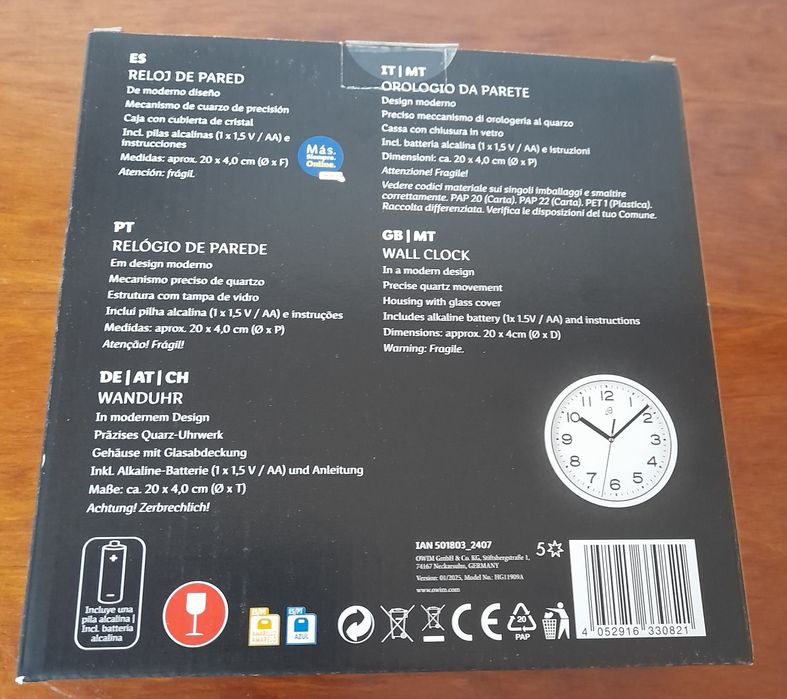 ES
RELOJ DE PARED
De moderno diseño
Mecanismo de cuarzo de precisión
Caja con cubierta de cristal
Incl. pilas alcalinas (1 x 1,5 V / AA) e
instrucciones
Medidas: aprox. 20 x 4,0 cm (Ø x F)
Atención: frágil.
Más.
Siempre.
Online.
PT
RELÓGIO DE PAREDE
Em design moderno
Mecanismo preciso de quartzo
Estrutura com tampa de vidro
Inclui pilha alcalina (1 x 1,5 V / AA) e instruções
Medidas: aprox. 20 x 4,0 cm (Ø x P)
Atenção! Frágil!
DE | AT | CH
WANDUHR
In modernem Design
Präzises Quarz-Uhrwerk
Gehäuse mit Glasabdeckung
Inkl. Alkaline-Batterie (1 x 1,5 V / AA) und Anleitung
Maße: ca. 20 x 4,0 cm (Ø x T)
Achtung! Zerbrechlich!
IT | MT
OROLOGIO DA PARETE
Design moderno
Preciso meccanismo di orologeria al quarzo
Cassa con chiusura in vetro
Incl. batteria alcalina (1 x 1,5 V / AA) e istruzioni
Dimensioni: ca. 20 x 4,0 cm (Ø x P)
Attenzione! Fragile!
Vedere codici materiale sui singoli imballaggi e smaltire
correttamente. PAP 20 (Carta). PAP 22 (Carta). PET 1 (Plastica).
Raccolta differenziata. Verifica le disposizioni del tuo Comune.
GB | MT
WALL CLOCK
In a modern design
Precise quartz movement
Housing with glass cover
Includes alkaline battery (1x 1.5V / AA) and instructions
Dimensions: approx. 20 x 4cm (Ø x D)
Warning: Fragile.
12
1
2
3
4
5
6
7
8
9
10
11
IAN 501803_2407
OWIM GmbH & Co. KG, Stiftsbergstraße 1,
74167 Neckarsulm, GERMANY
Version: 01/2025, Model No.: HG11909A
www.owim.com
5
Incluye una
pila alcalina |
Incl. batteria
alcalina
ES/PT
AMARILLO
AMARELO
ES/PT
AZUL
CE
20
PAP
4 052916 330821